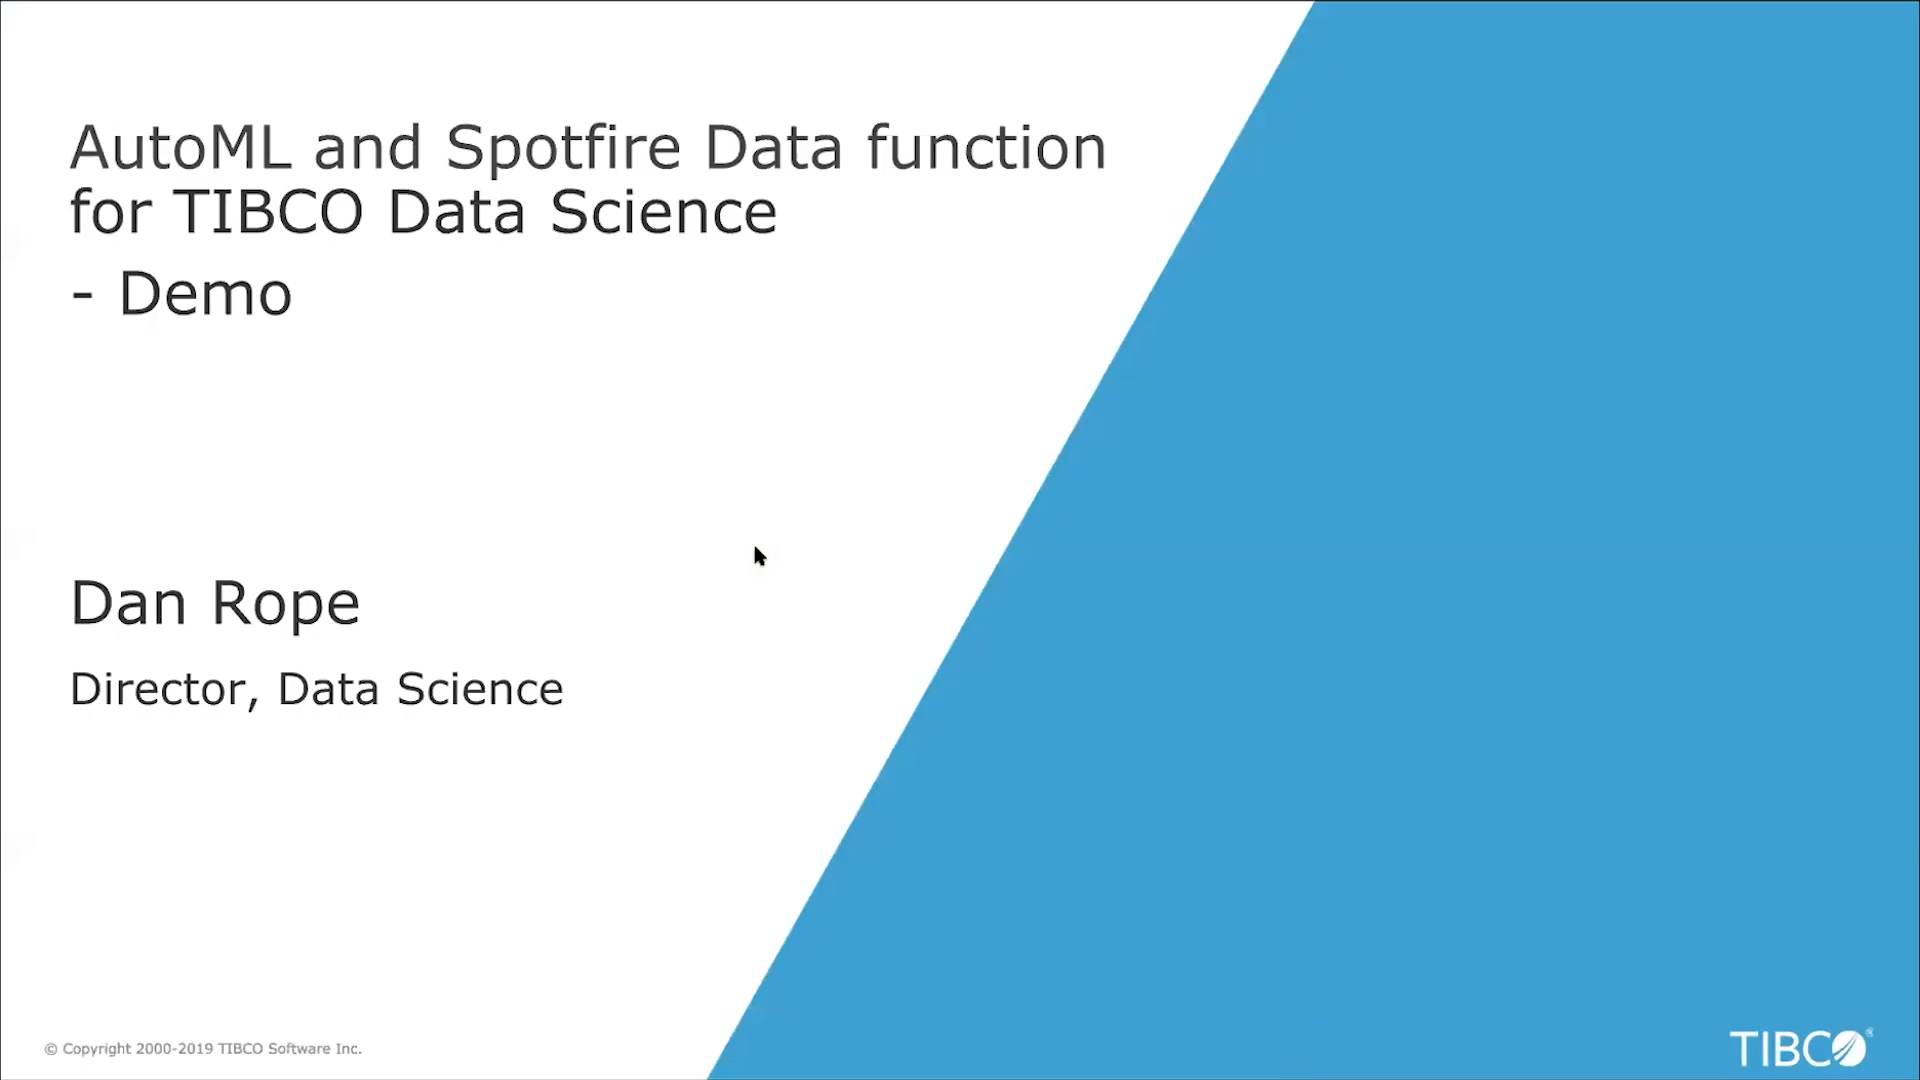 AutoML and Spotfire Data function
for TIBCO Data Science
- Demo
Dan Rope
Director, Data Science
© Copyright 2000-2019 TIBCO Software Inc.
TIBCO®